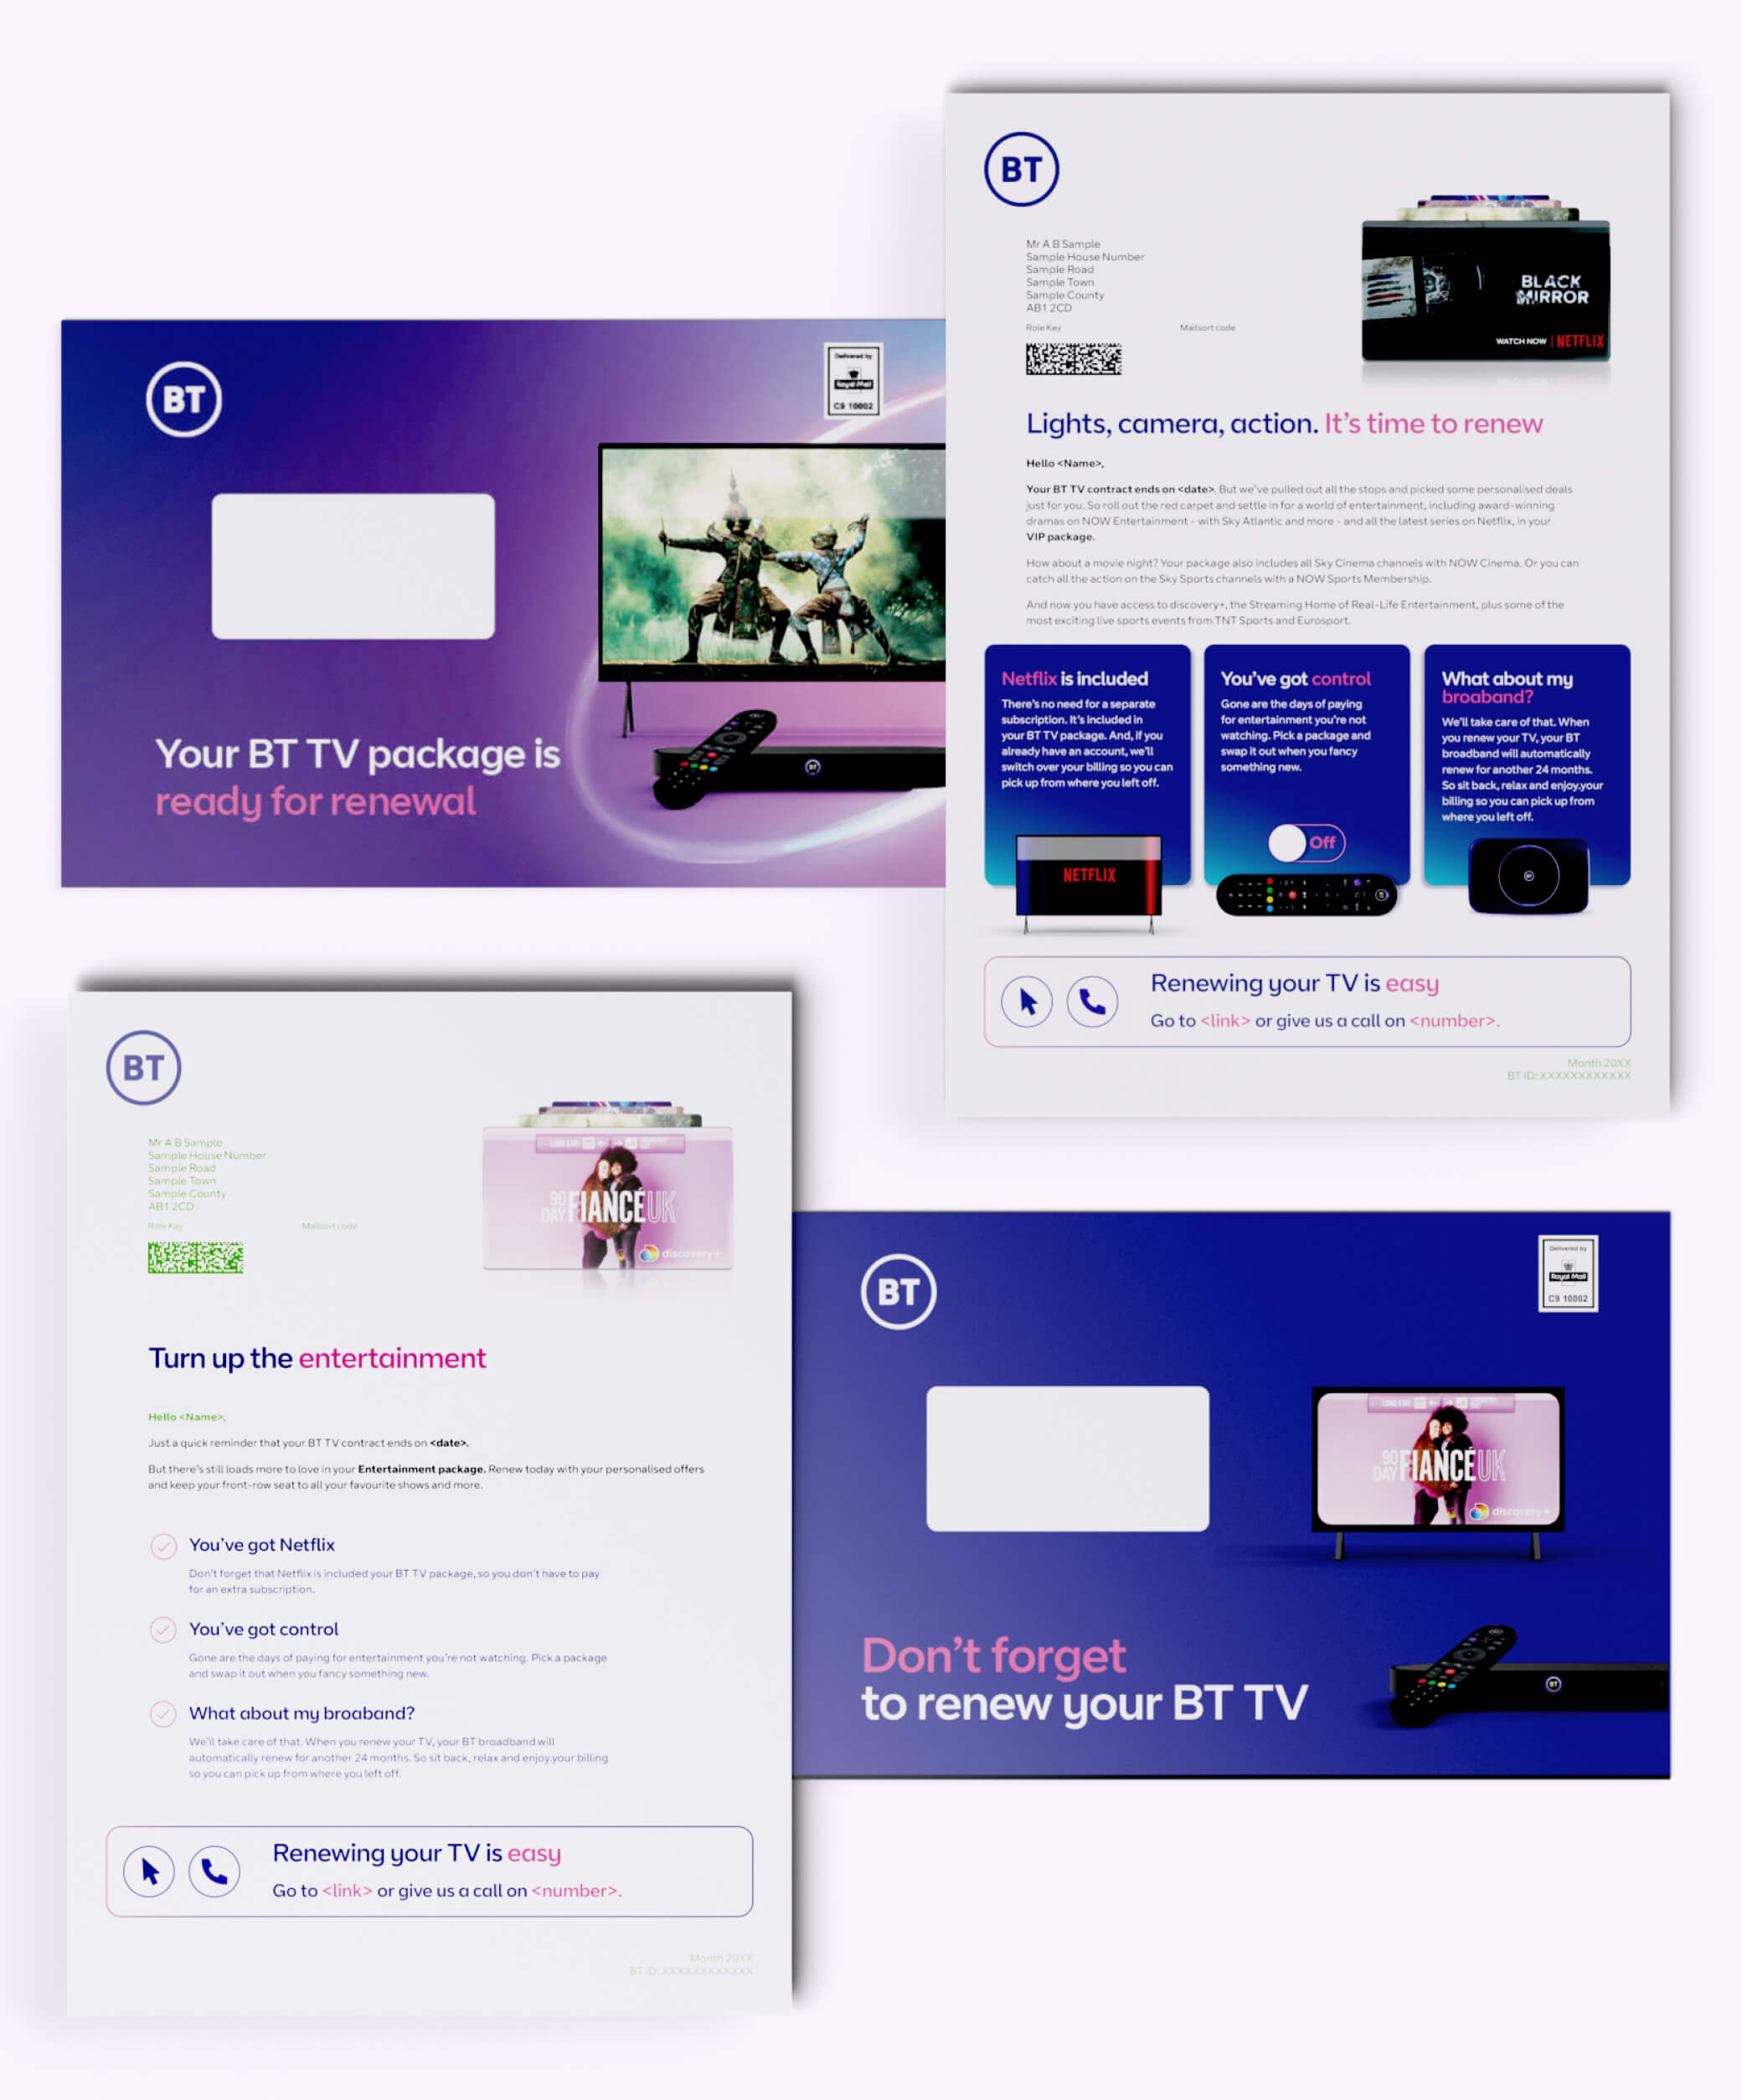 BT
Delivered by
Royal Mail
C9 10002
Your BT TV package is
ready for renewal
BT
BLACK
MIRROR
WATCH NOW | NETFLIX
Mr A B Sample
Sample House Number
Sample Road
Sample Town
Sample County
AB1 2CD
Role Key
Mailsort code
Lights, camera, action. It's time to renew
Hello <Name>,
Your BT TV contract ends on <date>. But we've pulled out all the stops and picked some personalised deals
just for you. So roll out the red carpet and settle in for a world of entertainment, including award-winning
dramas on NOW Entertainment - with Sky Atlantic and more - and all the latest series on Netflix, in your
VIP package.
How about a movie night? Your package also includes all Sky Cinema channels with NOW Cinema. Or you can
catch all the action on the Sky Sports channels with a NOW Sports Membership.
And now you have access to discovery+, the Streaming Home of Real-Life Entertainment, plus some of the
most exciting live sports events from TNT Sports and Eurosport.
Netflix is included
There's no need for a separate
subscription. It's included in
your BT TV package. And, if you
already have an account, we'll
switch over your billing so you can
pick up from where you left off.
NETFLIX
You've got control
Gone are the days of paying
for entertainment you're not
watching. Pick a package and
swap it out when you fancy
something new.
Off
What about my
broaband?
We'll take care of that. When
you renew your TV, your BT
broadband will automatically
renew for another 24 months.
So sit back, relax and enjoy.your
billing so you can pick up from
where you left off.
Renewing your TV is easy
Go to <link> or give us a call on <number>.
Month 20XX
BT ID: XXXXXXXXXXXX
BT
Mr A B Sample
Sample House Number
Sample Road
Sample Town
Sample County
AB1 2CD
Role Key
Mailsort code
90
DAY FIANCÉ UK
discovery+
Turn up the entertainment
Hello <Name>,
Just a quick reminder that your BT TV contract ends on <date>.
But there's still loads more to love in your Entertainment package. Renew today with your personalised offers
and keep your front-row seat to all your favourite shows and more.
You've got Netflix
Don't forget that Netflix is included your BT TV package, so you don't have to pay
for an extra subscription.
You've got control
Gone are the days of paying for entertainment you're not watching. Pick a package
and swap it out when you fancy something new.
What about my broaband?
We'll take care of that. When you renew your TV, your BT broadband will
automatically renew for another 24 months. So sit back, relax and enjoy.your billing
so you can pick up from where you left off.
Renewing your TV is easy
Go to <link> or give us a call on <number>.
Month 20XX
BT ID: XXXXXXXXXXXX
BT
Delivered by
Royal Mail
C9 10002
90
DAY FIANCÉ UK
discovery+
Don't forget
to renew your BT TV
BT